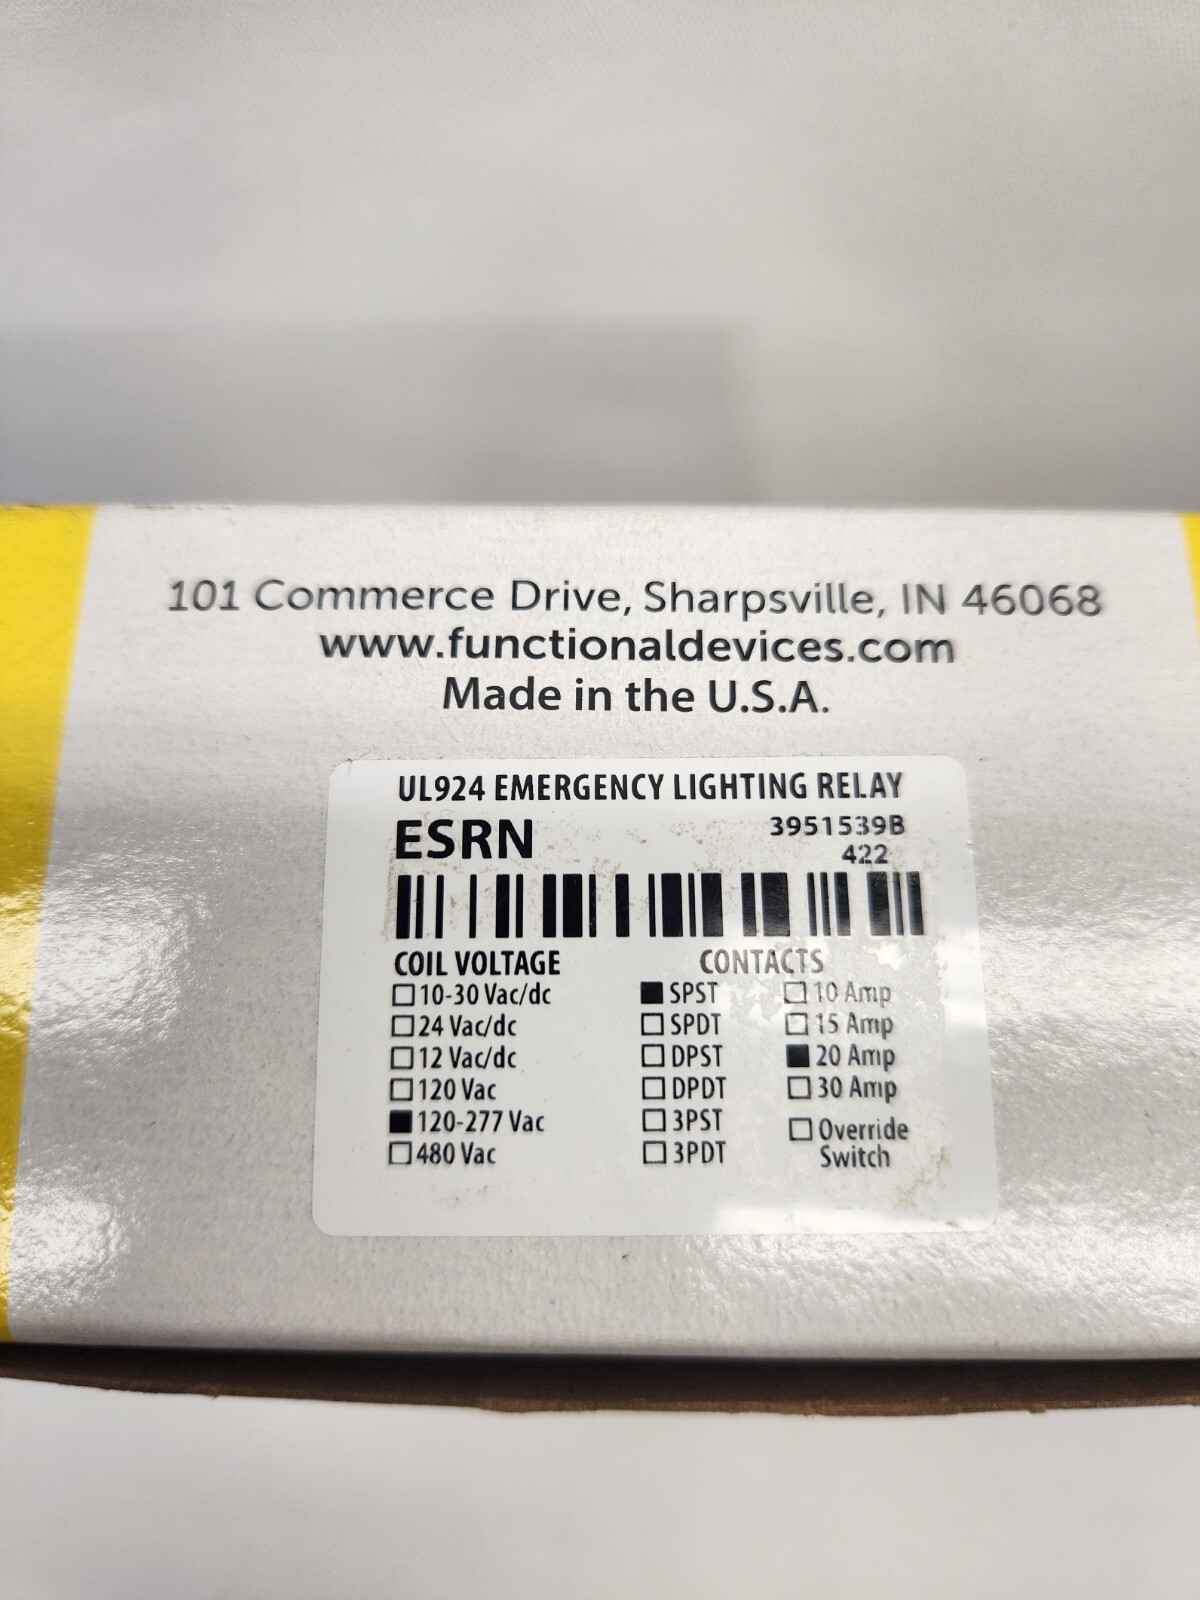 101 Commerce Drive, Sharpsville, IN 46068
www.functionaldevices.com
Made in the U.S.A.
UL924 EMERGENCY LIGHTING RELAY
ESRN 3951539B
422
COIL VOLTAGE CONTACTS
10-30 Vac/dc SPST 10 Amp
24 Vac/dc SPDT 15 Amp
12 Vac/dc DPST 20 Amp
120 Vac DPDT 30 Amp
120-277 Vac 3PST Override
480 Vac 3PDT Switch